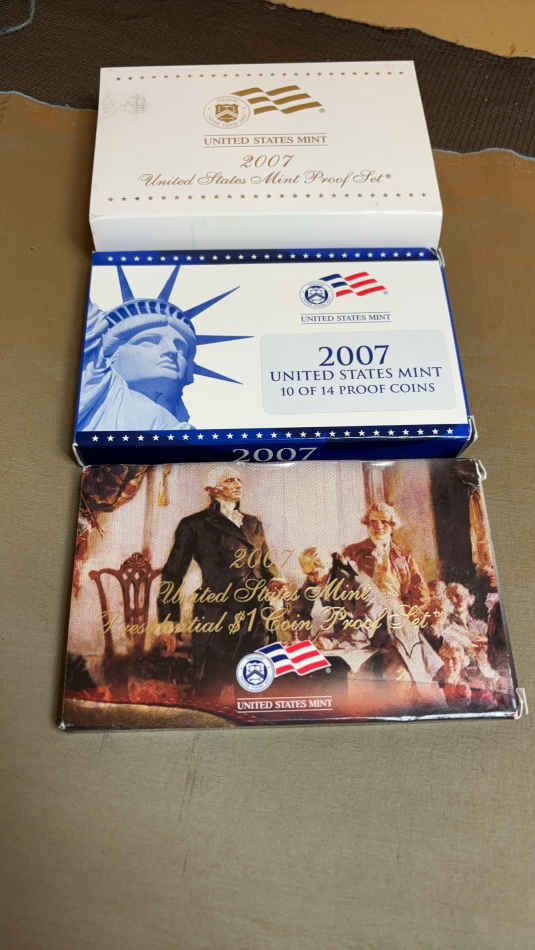 UNITED STATES MINT
2007
United States Mint Proof Set®
UNITED STATES MINT
2007
UNITED STATES MINT
10 OF 14 PROOF COINS
2007
2007
United States Mint
Presidential $1 Coin Proof Set™
UNITED STATES MINT